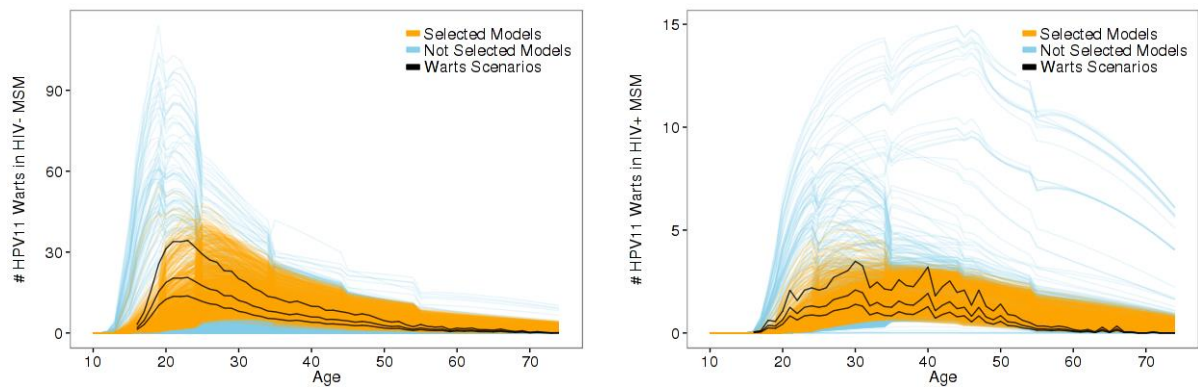 # HPV11 Warts in HIV- MSM
90
60
30
0
10 20 30 40 50 60 70
Age
Selected Models
Not Selected Models
Warts Scenarios
# HPV11 Warts in HIV+ MSM
15
10
5
0
10 20 30 40 50 60 70
Age
Selected Models
Not Selected Models
Warts Scenarios